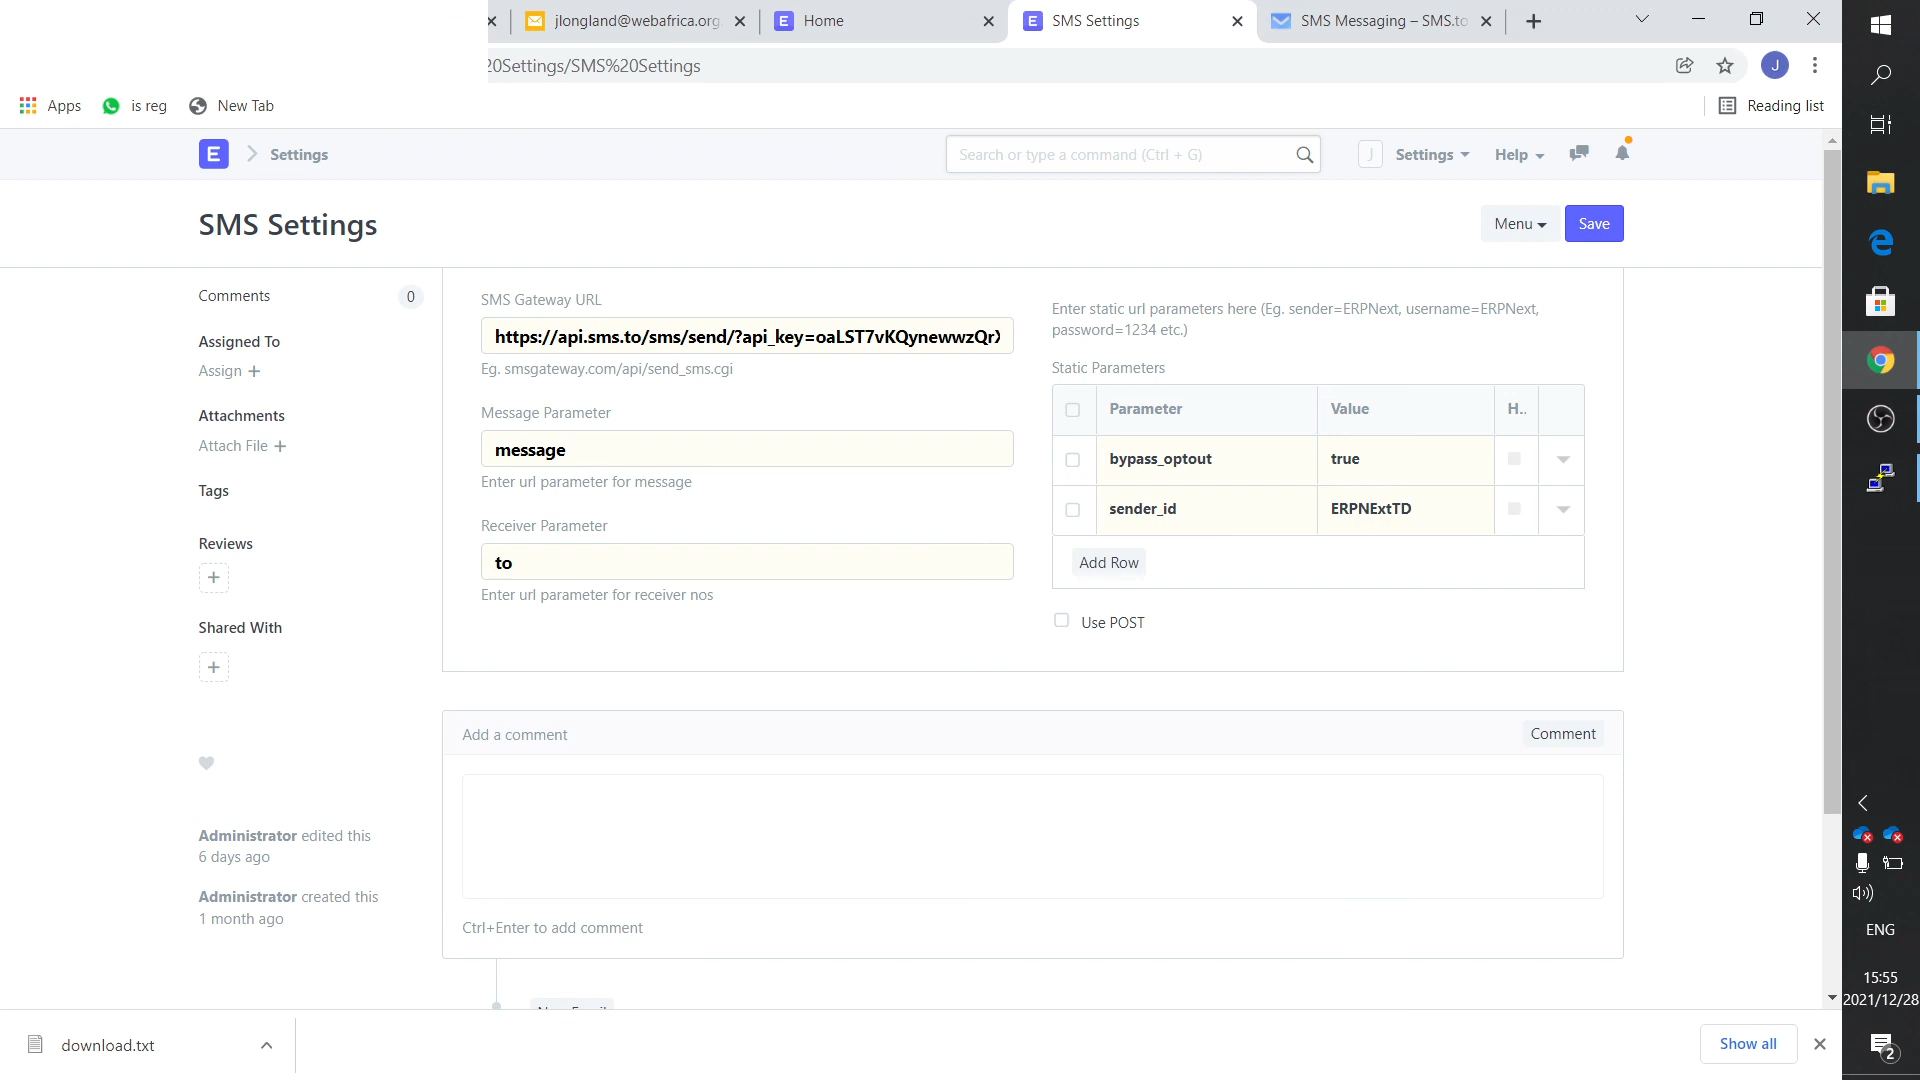 jlongland@webafrica.org.
E Home
E SMS Settings
SMS Messaging – SMS.to
20Settings/SMS%20Settings
J
Apps
is reg
New Tab
Reading list
E Settings
Search or type a command (Ctrl + G)
J Settings
Help
SMS Settings
Menu
Save
Comments 0
Assigned To
Assign +
Attachments
Attach File +
Tags
Reviews
+
Shared With
+
Administrator edited this
6 days ago
Administrator created this
1 month ago
SMS Gateway URL
https://api.sms.to/sms/send/?api_key=oaLST7vKQynewwzQrX
Eg. smsgateway.com/api/send_sms.cgi
Message Parameter
message
Enter url parameter for message
Receiver Parameter
to
Enter url parameter for receiver nos
Enter static url parameters here (Eg. sender=ERPNext, username=ERPNext,
password=1234 etc.)
Static Parameters
Parameter Value H..
bypass_optout true
sender_id ERPNExtTD
Add Row
Use POST
Add a comment
Comment
Ctrl+Enter to add comment
download.txt
Show all
ENG
15:55
2021/12/28
2